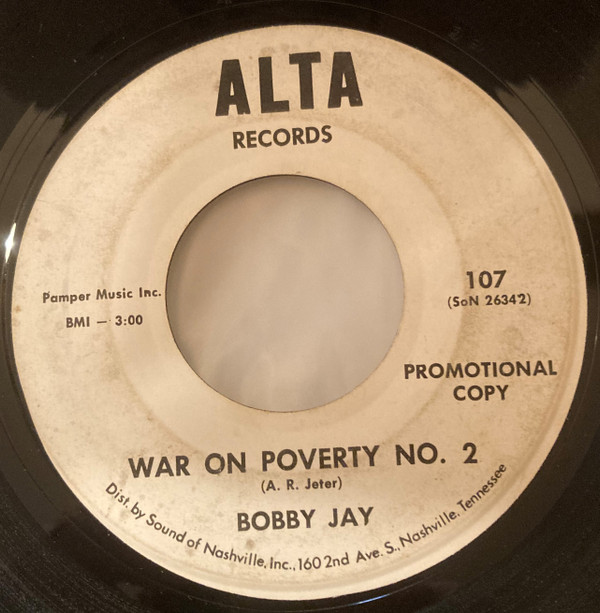 ALTA
RECORDS
Pamper Music Inc.
BMI — 3:00
107
(SoN 26342)
PROMOTIONAL
COPY
WAR ON POVERTY NO. 2
(A. R. Jeter)
BOBBY JAY
Dist. by Sound of Nashville, Inc., 160 2nd Ave. S., Nashville, Tennessee